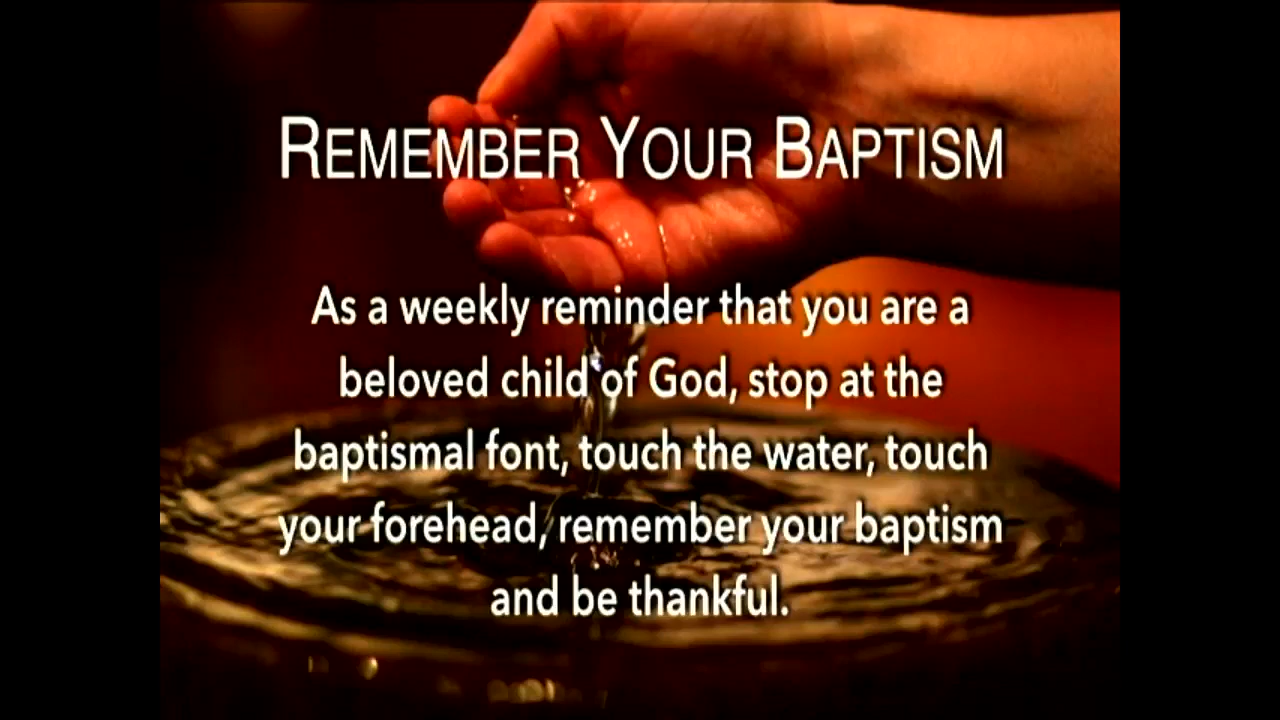 REMEMBER YOUR BAPTISM
As a weekly reminder that you are a
beloved child of God, stop at the
baptismal font, touch the water, touch
your forehead, remember your baptism
and be thankful.